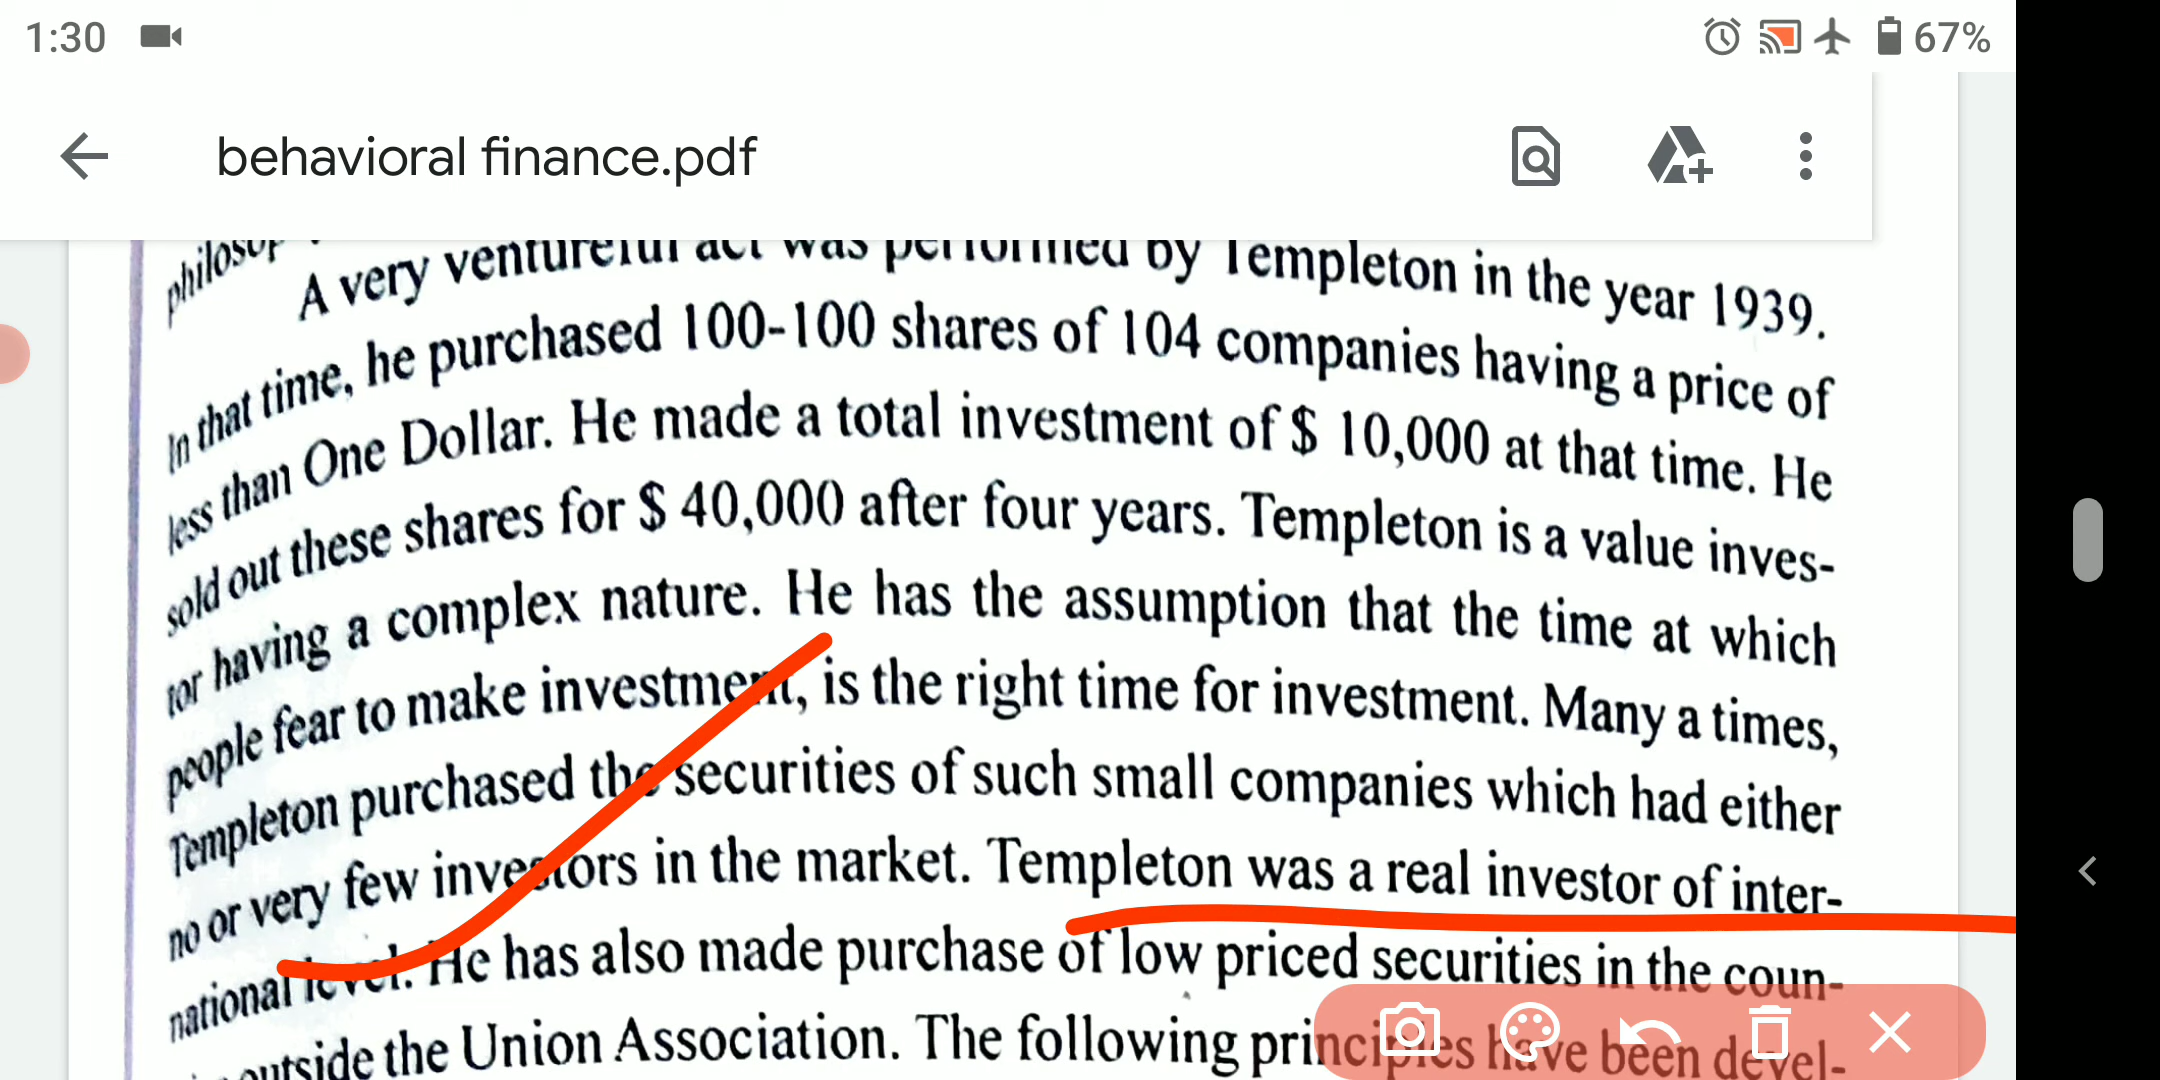 1:30 67%
behavioral finance.pdf
A very ventureful act was performed by Templeton in the year 1939.
In that time, he purchased 100-100 shares of 104 companies having a price of
less than One Dollar. He made a total investment of $ 10,000 at that time. He
sold out these shares for $ 40,000 after four years. Templeton is a value inves-
tor having a complex nature. He has the assumption that the time at which
people fear to make investment, is the right time for investment. Many a times,
Templeton purchased the securities of such small companies which had either
no or very few investors in the market. Templeton was a real investor of inter-
national level. He has also made purchase of low priced securities in the coun-
outside the Union Association. The following principles have been devel-